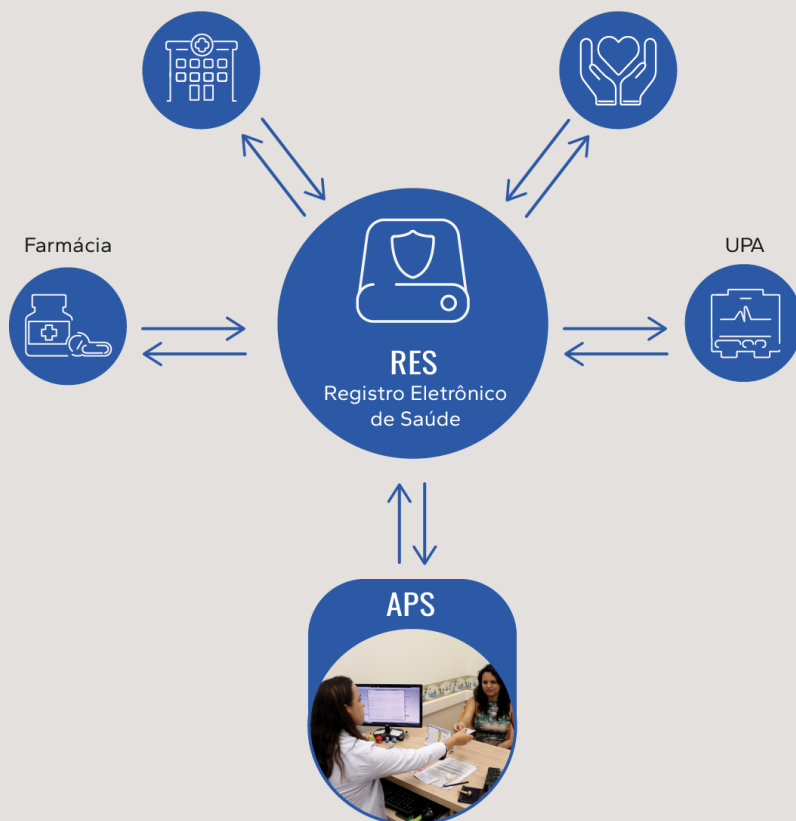 Farmácia
UPA
RES
Registro Eletrônico
de Saúde
APS